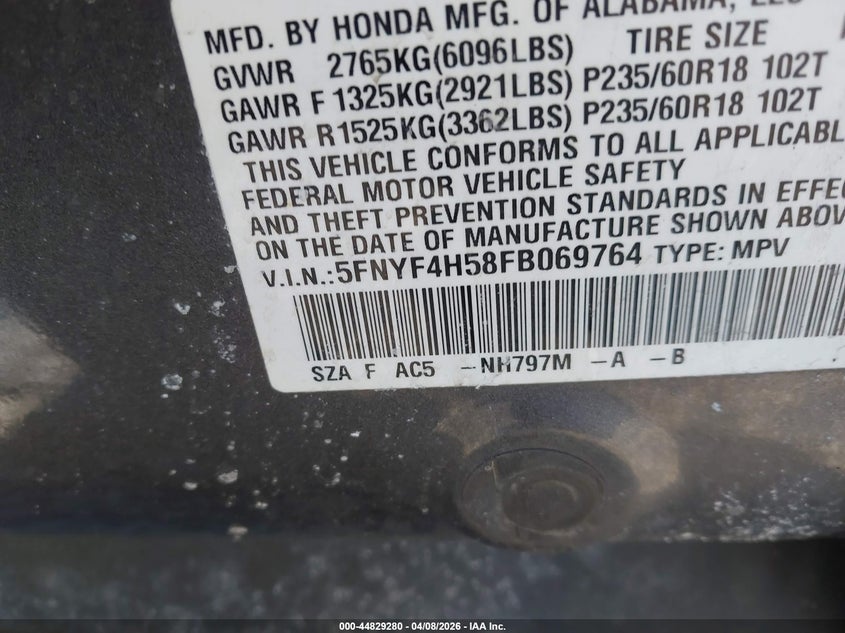 MFD. BY HONDA MFG. OF ALABAMA, LLC
GVWR 2765KG(6096LBS) TIRE SIZE
GAWR F 1325KG(2921LBS) P235/60R18 102T
GAWR R1525KG(3362LBS) P235/60R18 102T
THIS VEHICLE CONFORMS TO ALL APPLICABL
FEDERAL MOTOR VEHICLE SAFETY
AND THEFT PREVENTION STANDARDS IN EFFEC
ON THE DATE OF MANUFACTURE SHOWN ABOV
V.I.N.:5FNYF4H58FB069764 TYPE: MPV
SZA F AC5 -NH797M -A -B
000-44829280 - 04/08/2026 - IAA Inc.